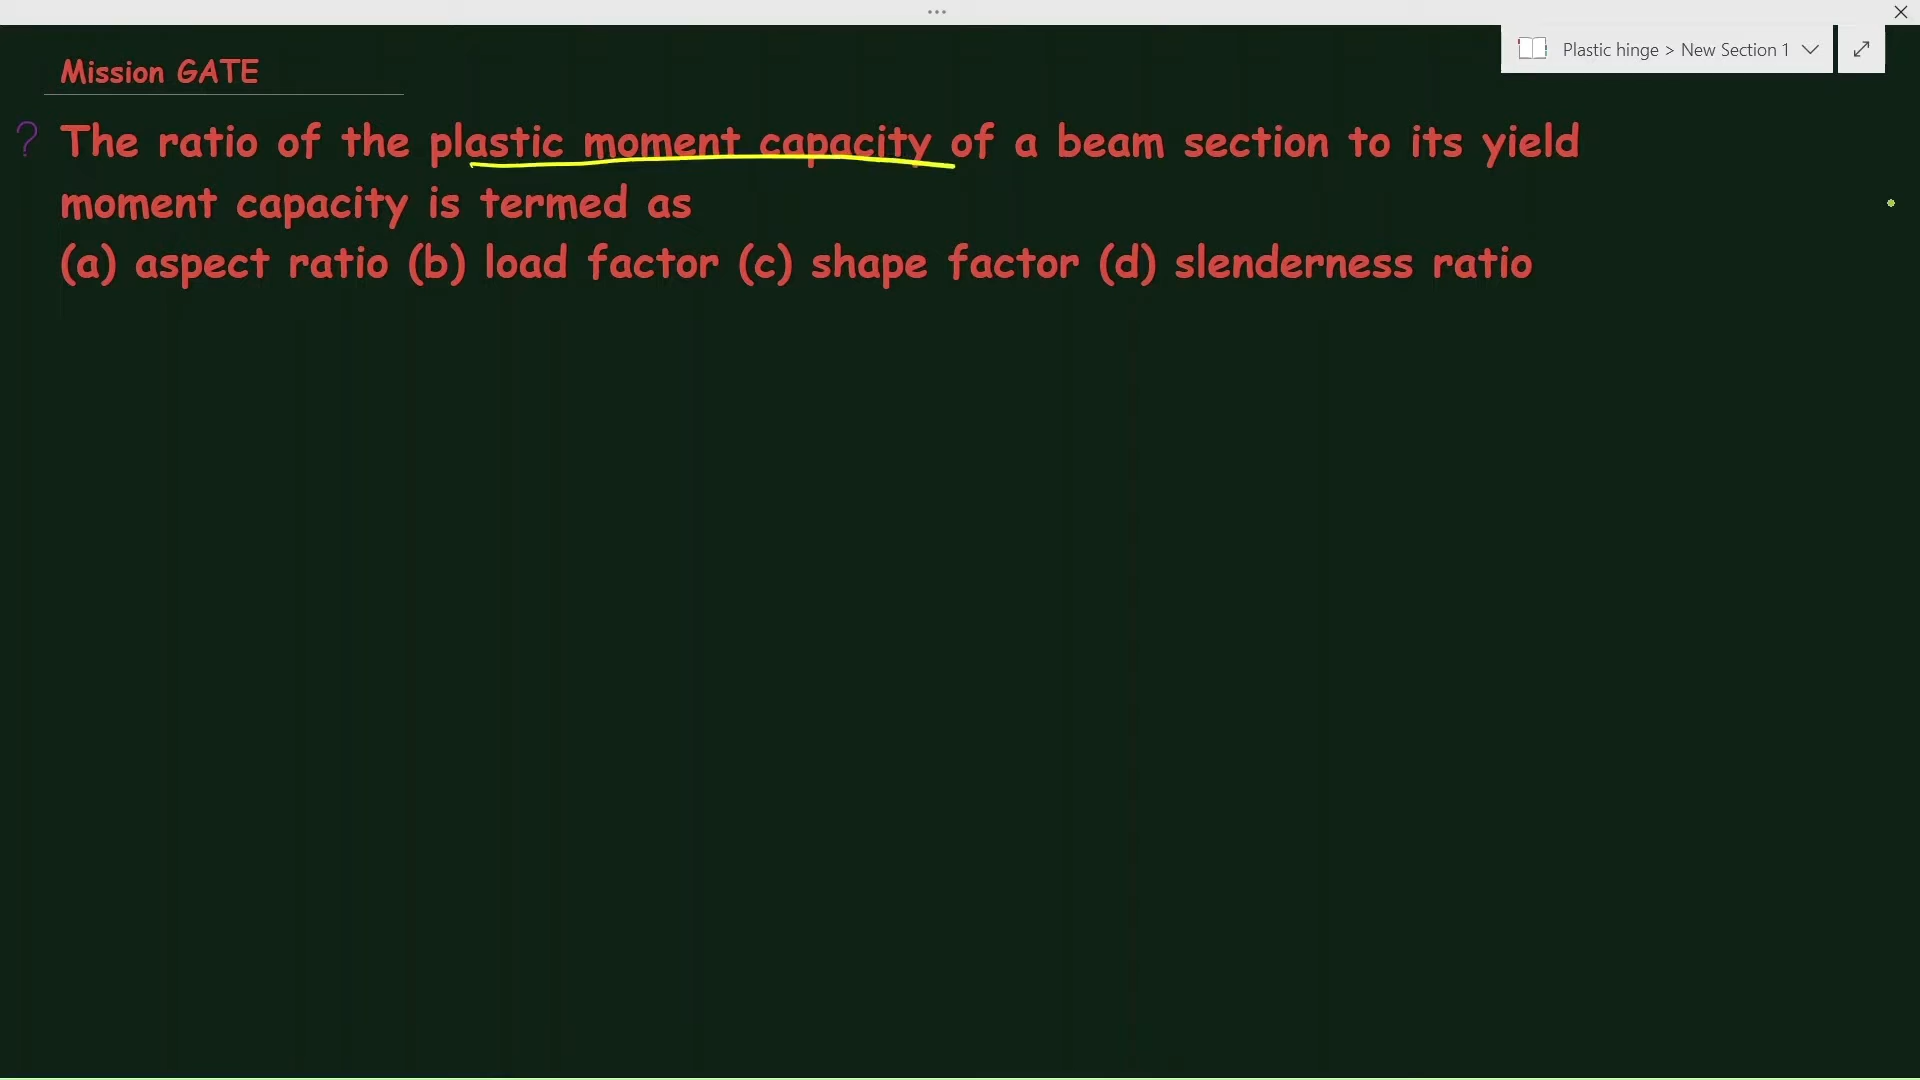 Plastic hinge > New Section 1
Mission GATE
? The ratio of the plastic moment capacity of a beam section to its yield
moment capacity is termed as
(a) aspect ratio (b) load factor (c) shape factor (d) slenderness ratio